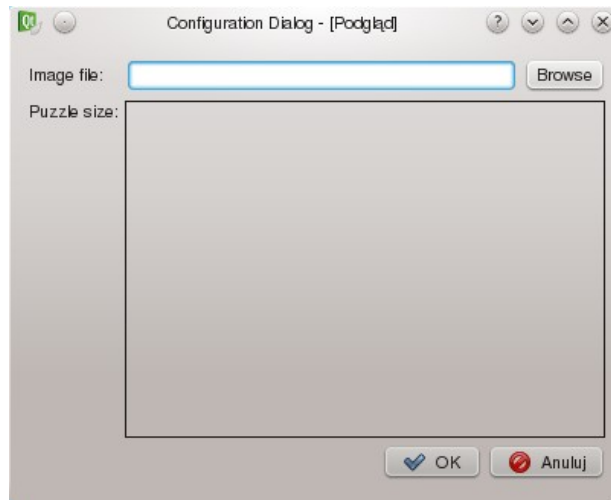 Configuration Dialog - [Podgląd]
Image file:
Browse
Puzzle size:
OK
Anuluj